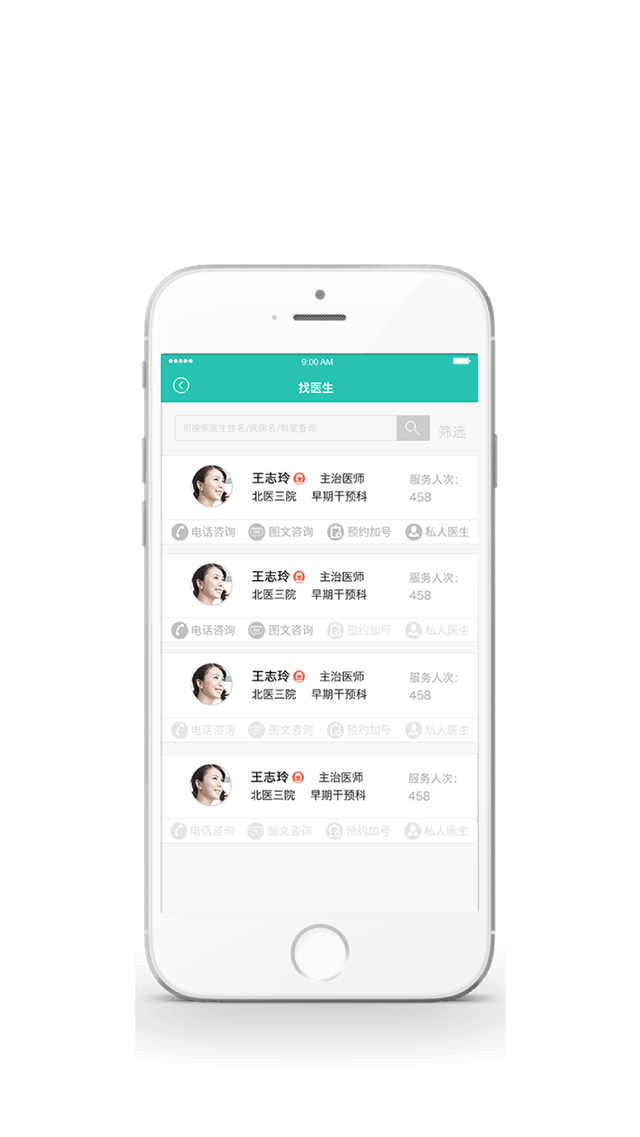 9:00 AM
找医生
可按照医生姓名/疾病名/科室查询
筛选
王志玲 主治医师 服务人次:
北医三院 早期干预科 458
电话咨询 图文咨询 预约加号 私人医生
王志玲 主治医师 服务人次:
北医三院 早期干预科 458
电话咨询 图文咨询 预约加号 私人医生
王志玲 主治医师 服务人次:
北医三院 早期干预科 458
电话咨询 图文咨询 预约加号 私人医生
王志玲 主治医师 服务人次:
北医三院 早期干预科 458
电话咨询 图文咨询 预约加号 私人医生